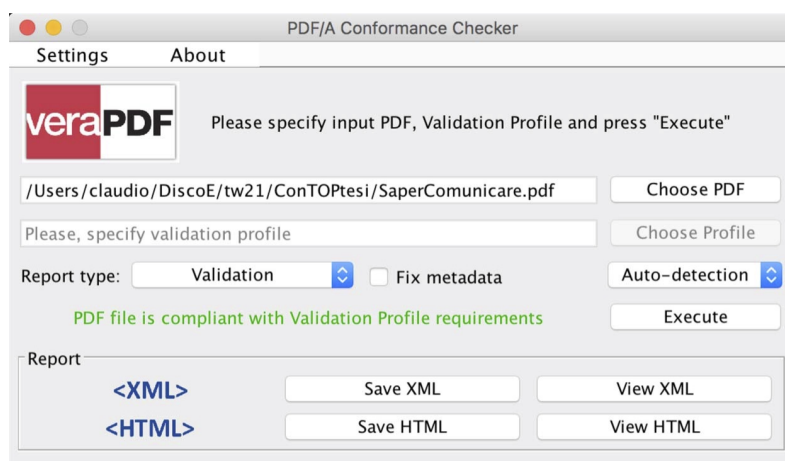 PDF/A Conformance Checker
Settings About
veraPDF
Please specify input PDF, Validation Profile and press "Execute"
/Users/claudio/DiscoE/tw21/ConTOPtesi/SaperComunicare.pdf Choose PDF
Please, specify validation profile Choose Profile
Report type: Validation Fix metadata Auto-detection
PDF file is compliant with Validation Profile requirements Execute
Report
<XML> Save XML View XML
<HTML> Save HTML View HTML